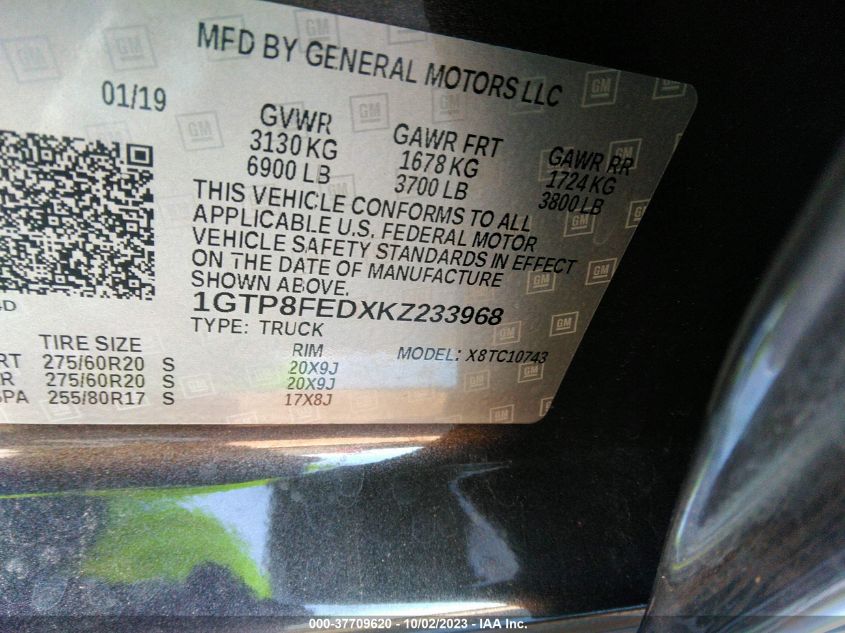 MFD BY GENERAL MOTORS LLC
01/19
GVWR GAWR FRT GAWR RR
3130 KG 1678 KG 1724 KG
6900 LB 3700 LB 3800 LB
THIS VEHICLE CONFORMS TO ALL
APPLICABLE U.S. FEDERAL MOTOR
VEHICLE SAFETY STANDARDS IN EFFECT
ON THE DATE OF MANUFACTURE
SHOWN ABOVE.
1GTP8FEDXKZ233968
TYPE: TRUCK
MODEL: X8TC10743
TIRE SIZE RIM
RT 275/60R20 S 20X9J
R 275/60R20 S 20X9J
SPA 255/80R17 S 17X8J
GM
000-37709620 - 10/02/2023 - IAA Inc.